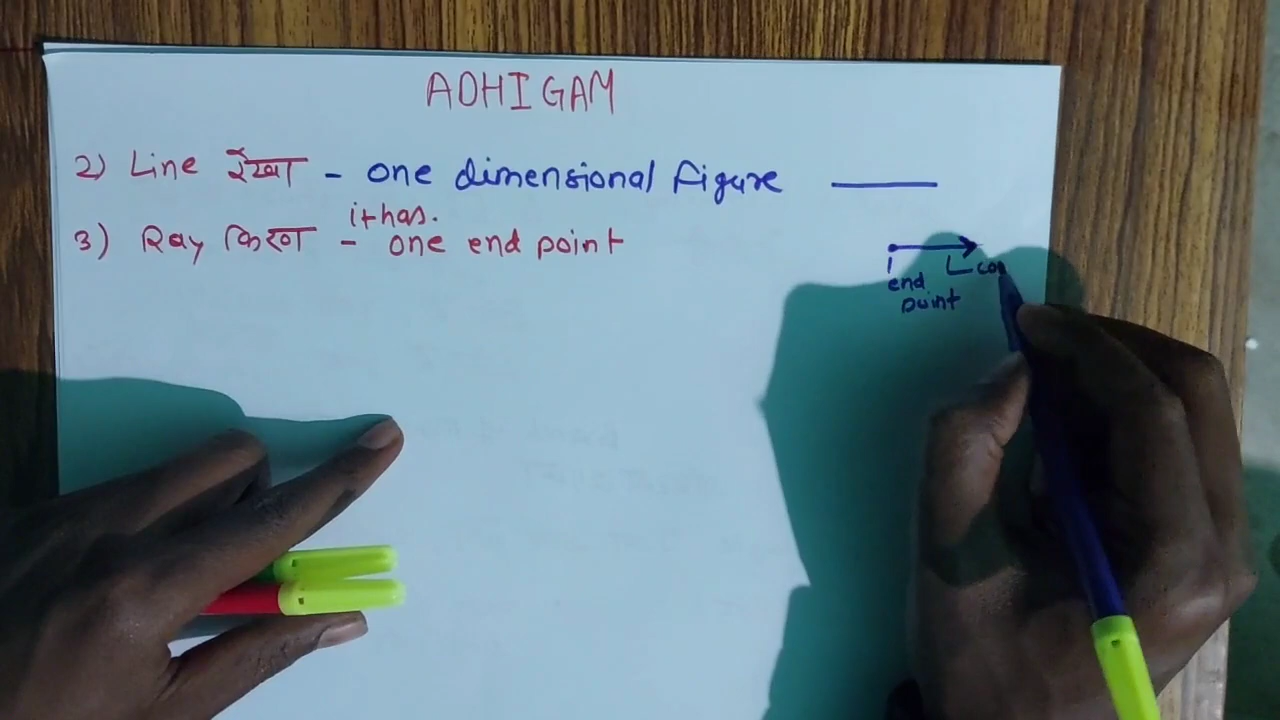 ADHIGAM
2) Line रेखा - one dimensional figure
it has.
3) Ray किरण - one end point
end
point